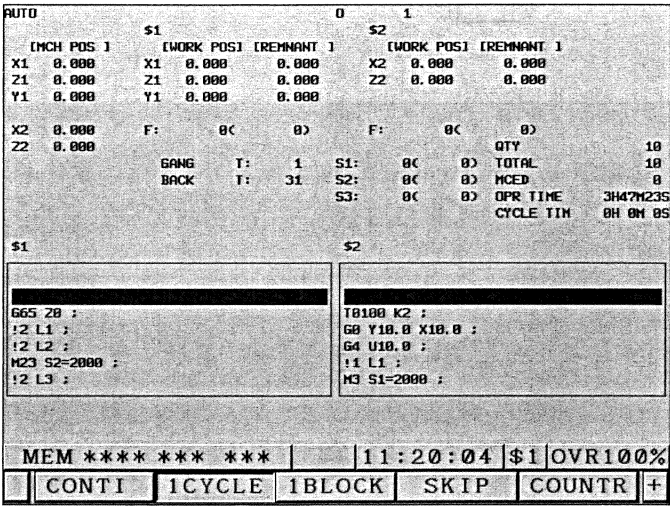 AUTO 0 1
$1 $2
[MCH POS ] [WORK POS] [REMNANT ] [WORK POS] [REMNANT ]
X1 0.000 X1 0.000 0.000 X2 0.000 0.000
Z1 0.000 Z1 0.000 0.000 Z2 0.000 0.000
Y1 0.000 Y1 0.000 0.000
X2 0.000 F: 0( 0) F: 0( 0)
Z2 0.000 QTY 10
GANG T: 1 S1: 0( 0) TOTAL 10
BACK T: 31 S2: 0( 0) MCED 0
S3: 0( 0) OPR TIME 3H47M23S
CYCLE TIM 0H 0M 0S
$1
G65 Z0 ;
!2 L1 ;
!2 L2 ;
M23 S2=2000 ;
!2 L3 ;
$2
T0100 K2 ;
G0 Y10.0 X10.0 ;
G4 U10.0 ;
!1 L1 ;
M3 S1=2000 ;
MEM **** *** *** 11:20:04 $1 OVR100%
CONTI 1CYCLE 1BLOCK SKIP COUNTR +